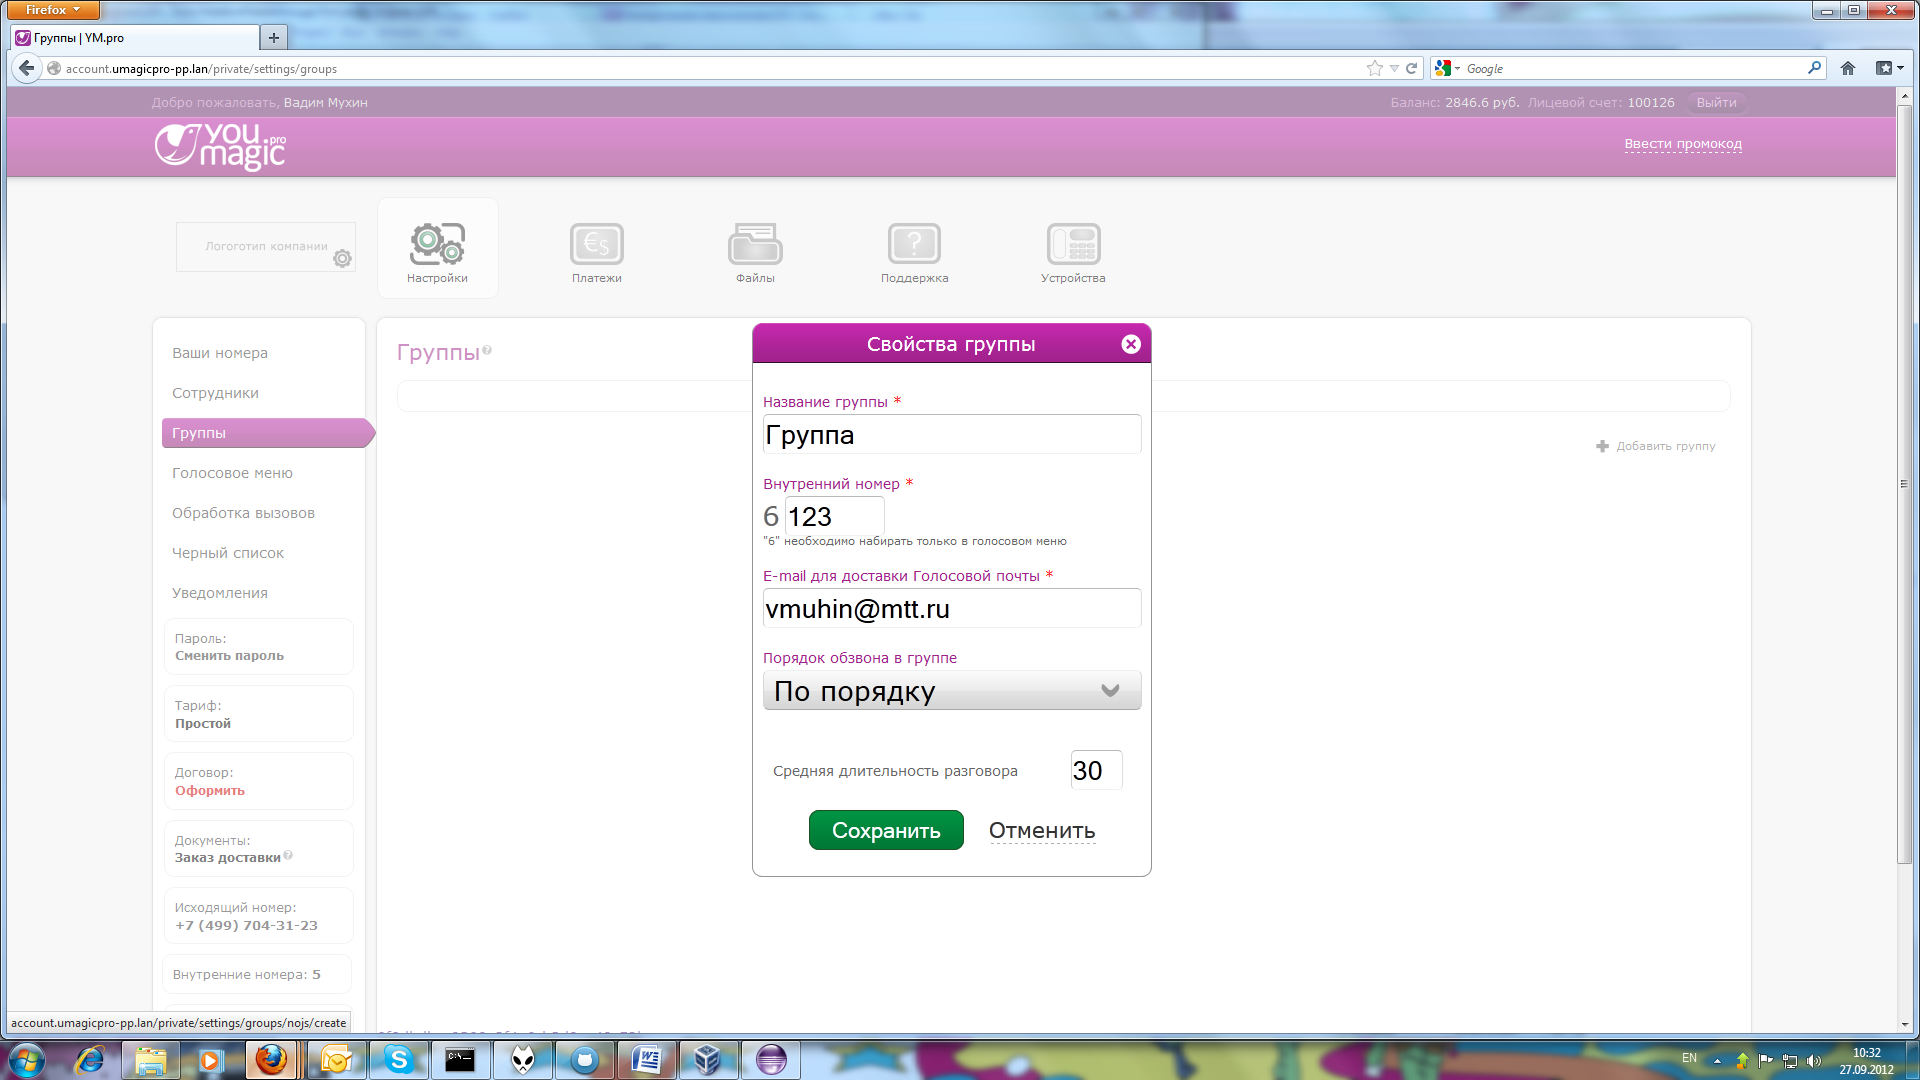 Firefox
Группы | YM.pro
account.umagicpro-pp.lan/private/settings/groups
Google
Добро пожаловать, Вадим Мухин
Баланс: 2846.6 руб. Лицевой счет: 100126 Выйти
you magic pro
Ввести промокод
Логотип компании
Настройки
Платежи
Файлы
Поддержка
Устройства
Ваши номера
Сотрудники
Группы
Голосовое меню
Обработка вызовов
Черный список
Уведомления
Пароль:
Сменить пароль
Тариф:
Простой
Договор:
Оформить
Документы:
Заказ доставки
Исходящий номер:
+7 (499) 704-31-23
Внутренние номера: 5
Группы
Добавить группу
Свойства группы
Название группы *
Группа
Внутренний номер *
6 123
"6" необходимо набирать только в голосовом меню
E-mail для доставки Голосовой почты *
vmuhin@mtt.ru
Порядок обзвона в группе
По порядку
Средняя длительность разговора 30
Сохранить Отменить
account.umagicpro-pp.lan/private/settings/groups/nojs/create
EN
10:32
27.09.2012